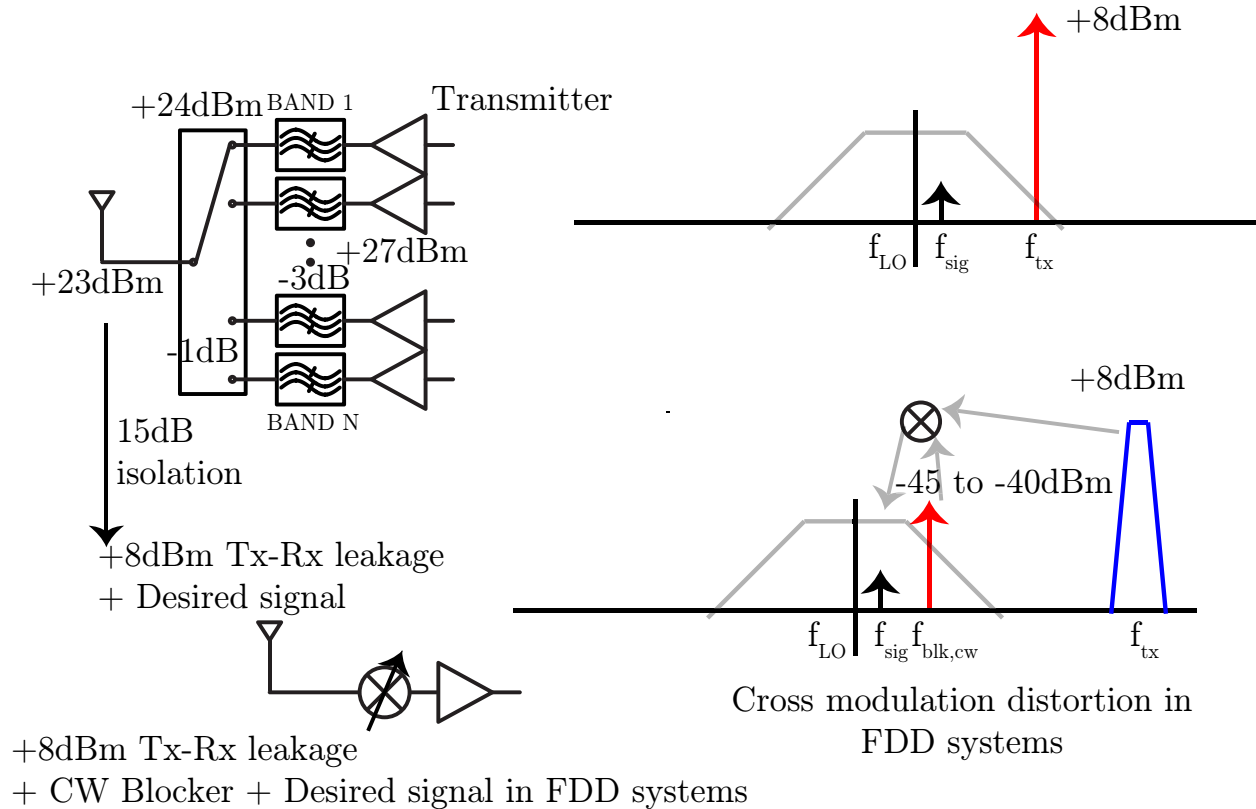 +24dBm
BAND 1
Transmitter
+27dBm
-3dB
+23dBm
-1dB
BAND N
15dB
isolation
+8dBm Tx-Rx leakage
+ Desired signal
+8dBm Tx-Rx leakage
+ CW Blocker + Desired signal in FDD systems
+8dBm
f_LO
f_sig
f_tx
+8dBm
-45 to -40dBm
f_LO
f_sig
f_blk,cw
f_tx
Cross modulation distortion in
FDD systems